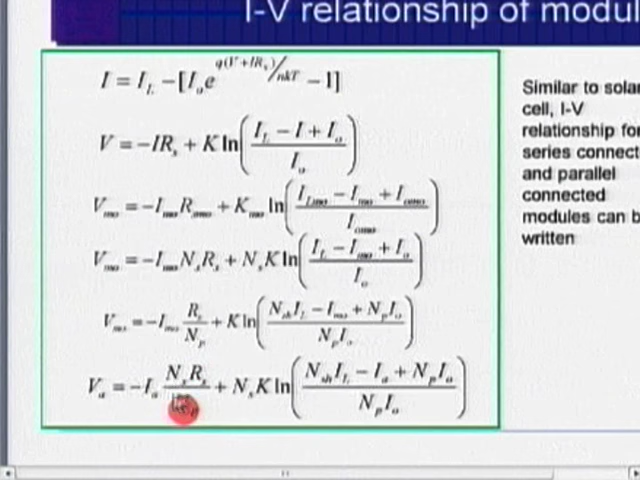 I-V relationship of modul
I = I_L − [I_o e^{q(V+IR_s)/nkT} − 1]
V = −IR_s + K ln((I_L − I + I_o)/I_o)
V_mo = −I_mo R_smo + K_mo ln((I_Lmo − I_mo + I_omo)/I_omo)
V_mo = −I_mo N_s R_s + N_s K ln((I_L − I_mo + I_o)/I_o)
V_mo = −I_mo R_s/N_p + K ln((N_sh I_L − I_mo + N_p I_o)/(N_p I_o))
V_a = −I_a N_s R_s/ + N_s K ln((N_sh I_L − I_a + N_p I_o)/(N_p I_o))
Similar to solar
cell, I-V
relationship for
series connect
and parallel
connected
modules can b
written